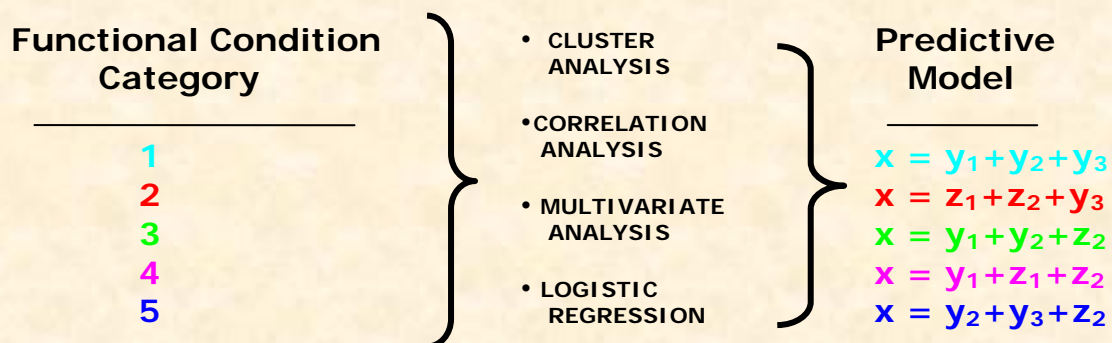 Functional Condition
Category
1
2
3
4
5
• CLUSTER
ANALYSIS
•CORRELATION
ANALYSIS
• MULTIVARIATE
ANALYSIS
• LOGISTIC
REGRESSION
Predictive
Model
x = y₁+y₂+y₃
x = z₁+z₂+y₃
x = y₁+y₂+z₂
x = y₁+z₁+z₂
x = y₂+y₃+z₂